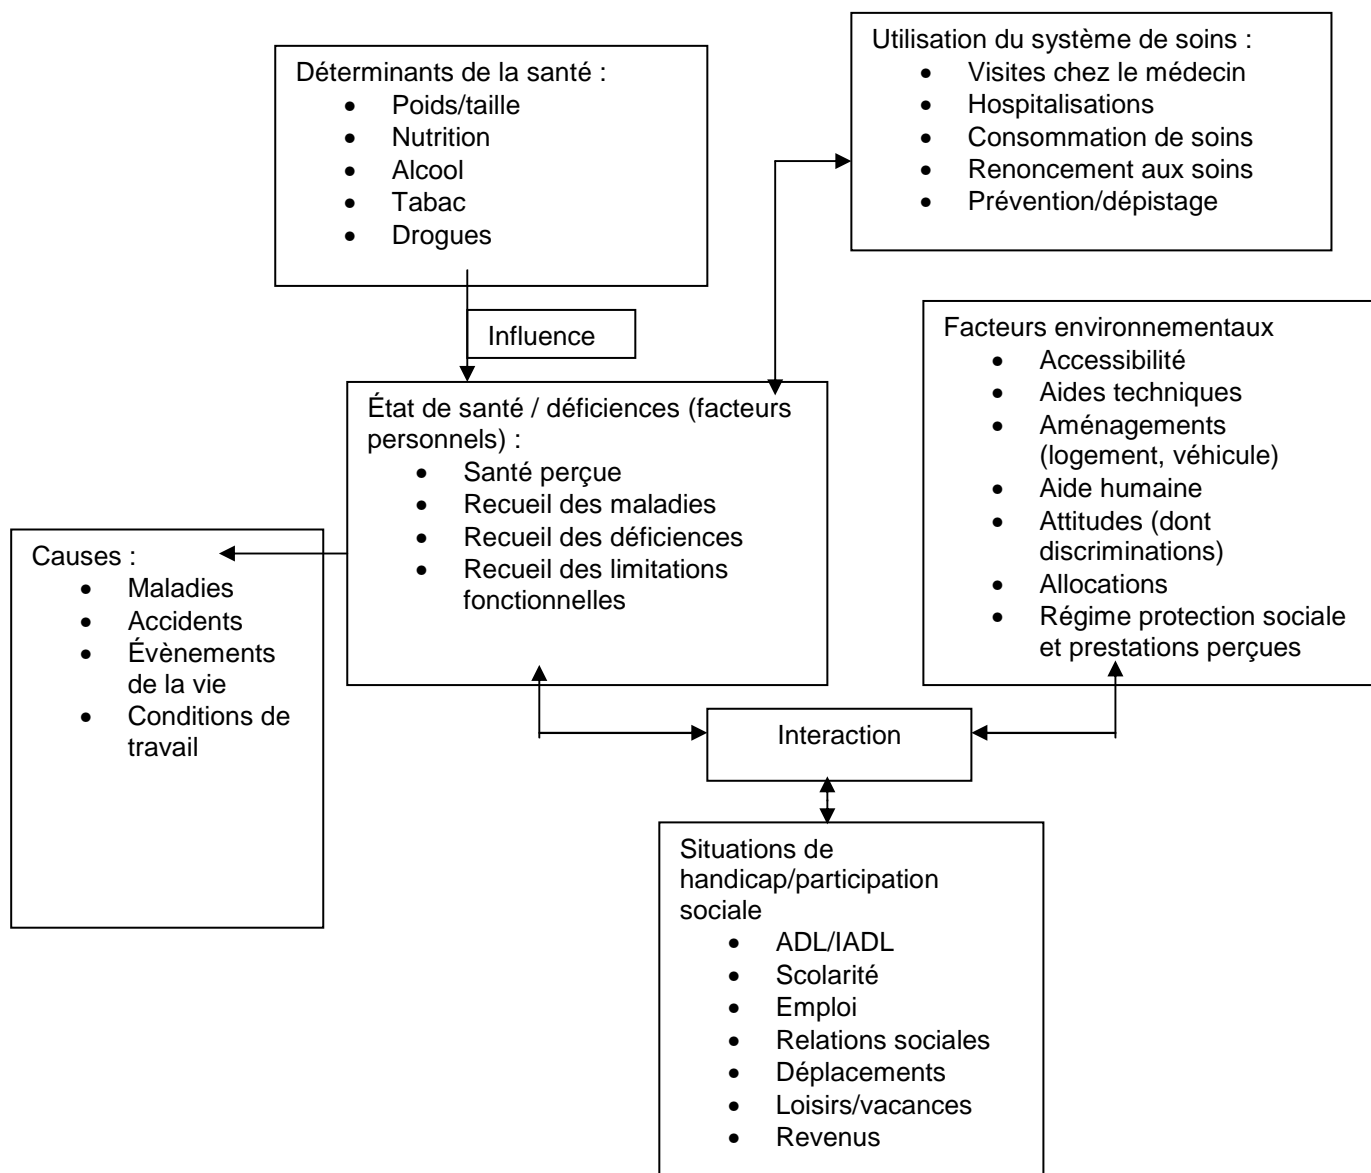 Déterminants de la santé :
• Poids/taille
• Nutrition
• Alcool
• Tabac
• Drogues
Utilisation du système de soins :
• Visites chez le médecin
• Hospitalisations
• Consommation de soins
• Renoncement aux soins
• Prévention/dépistage
Influence
Facteurs environnementaux
• Accessibilité
• Aides techniques
• Aménagements
(logement, véhicule)
• Aide humaine
• Attitudes (dont
discriminations)
• Allocations
• Régime protection sociale
et prestations perçues
État de santé / déficiences (facteurs
personnels) :
• Santé perçue
• Recueil des maladies
• Recueil des déficiences
• Recueil des limitations
fonctionnelles
Causes :
• Maladies
• Accidents
• Évènements
de la vie
• Conditions de
travail
Interaction
Situations de
handicap/participation
sociale
• ADL/IADL
• Scolarité
• Emploi
• Relations sociales
• Déplacements
• Loisirs/vacances
• Revenus